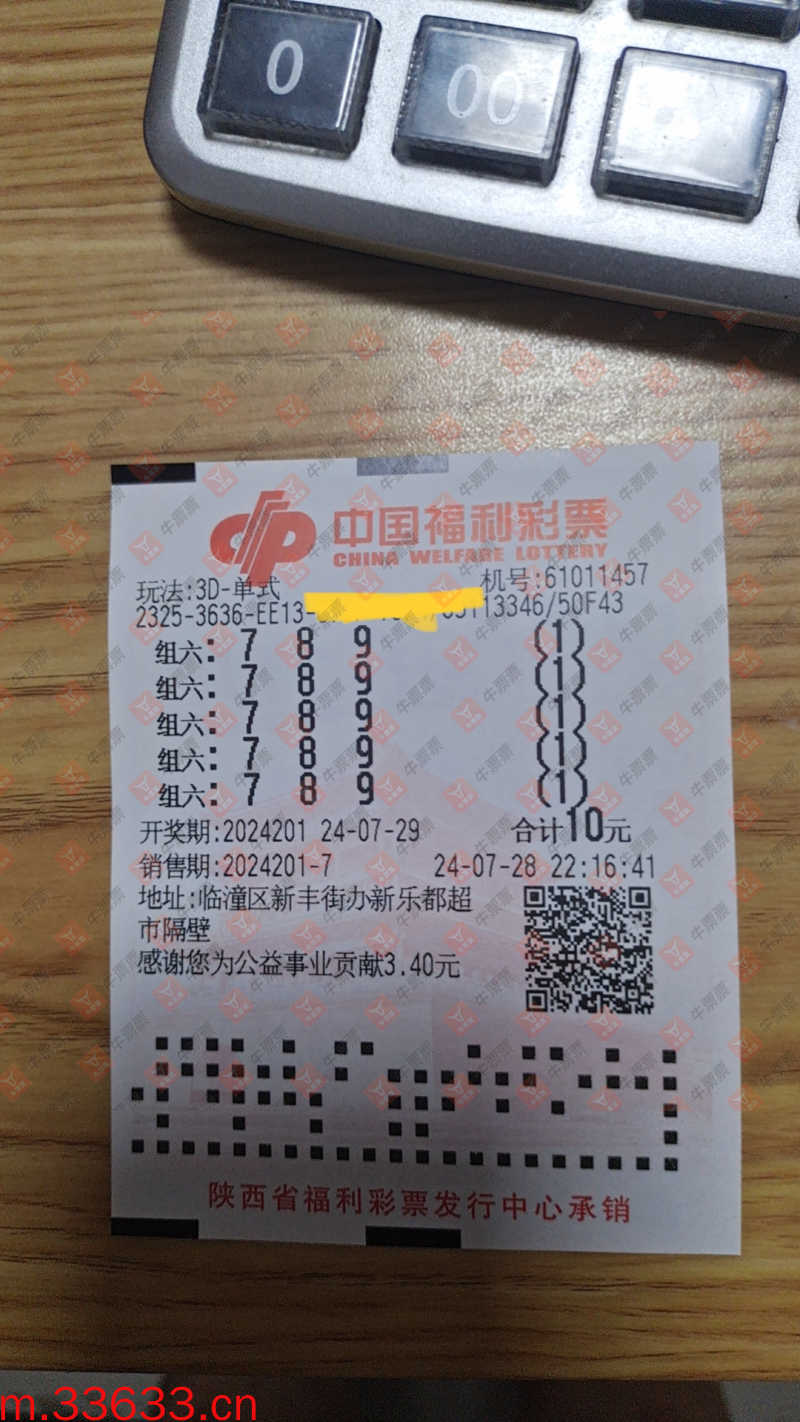 0
00
中国福利彩票
CHINA WELFARE LOTTERY
玩法:3D-单式 机号:61011457
2325-3636-EE13- 113346/50F43
组六: 7 8 9 (1)
组六: 7 8 9 (1)
组六: 7 8 9 (1)
组六: 7 8 9 (1)
组六: 7 8 9 (1)
开奖期:2024201 24-07-29 合计10元
销售期:2024201-7 24-07-28 22:16:41
地址:临潼区新丰街办新乐都超
市隔壁
感谢您为公益事业贡献3.40元
陕西省福利彩票发行中心承销
牛票票
m.33633.cn